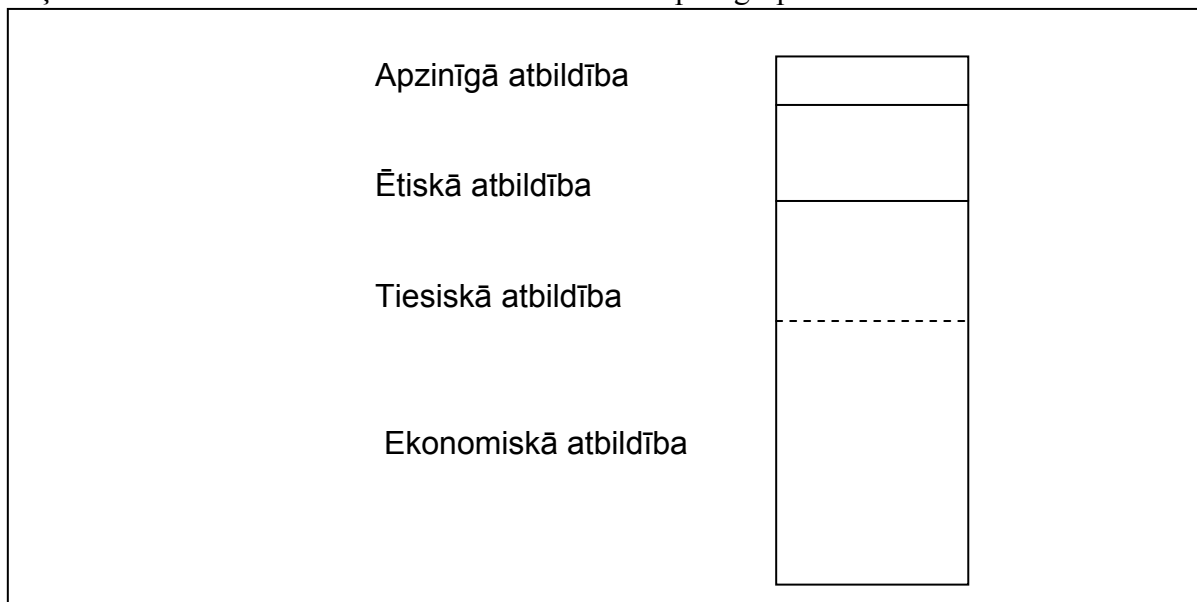 Apzinīgā atbildība
Ētiskā atbildība
Tiesiskā atbildība
Ekonomiskā atbildība